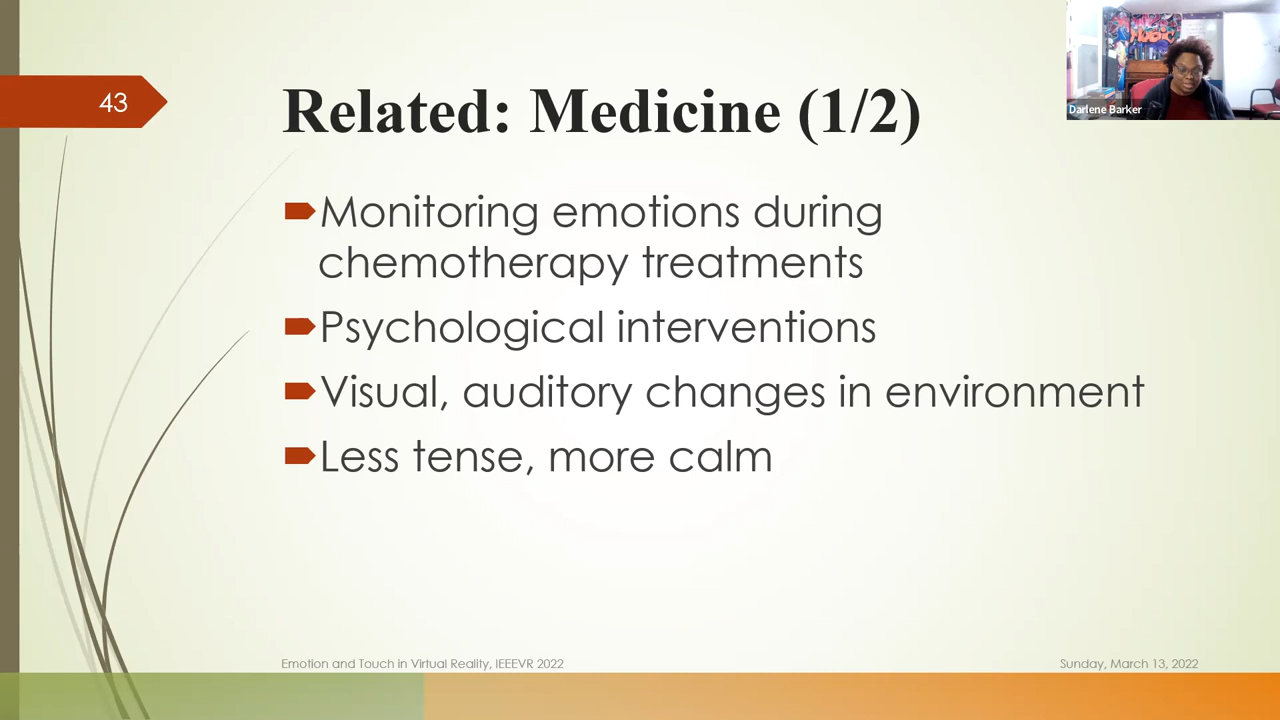 43
Related: Medicine (1/2)
Darlene Barker
Monitoring emotions during
chemotherapy treatments
Psychological interventions
Visual, auditory changes in environment
Less tense, more calm
Emotion and Touch in Virtual Reality, IEEEVR 2022
Sunday, March 13, 2022